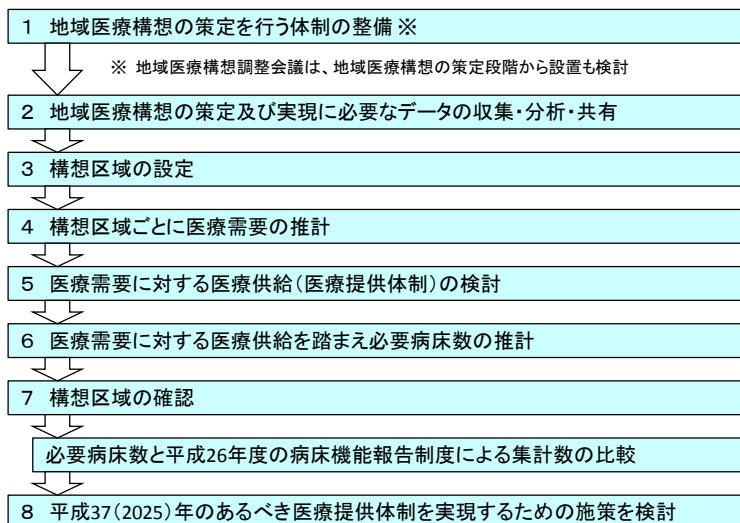 1 地域医療構想の策定を行う体制の整備※
※ 地域医療構想調整会議は、地域医療構想の策定段階から設置も検討
2 地域医療構想の策定及び実現に必要なデータの収集・分析・共有
3 構想区域の設定
4 構想区域ごとに医療需要の推計
5 医療需要に対する医療供給(医療提供体制)の検討
6 医療需要に対する医療供給を踏まえ必要病床数の推計
7 構想区域の確認
必要病床数と平成26年度の病床機能報告制度による集計数の比較
8 平成37(2025)年のあるべき医療提供体制を実現するための施策を検討